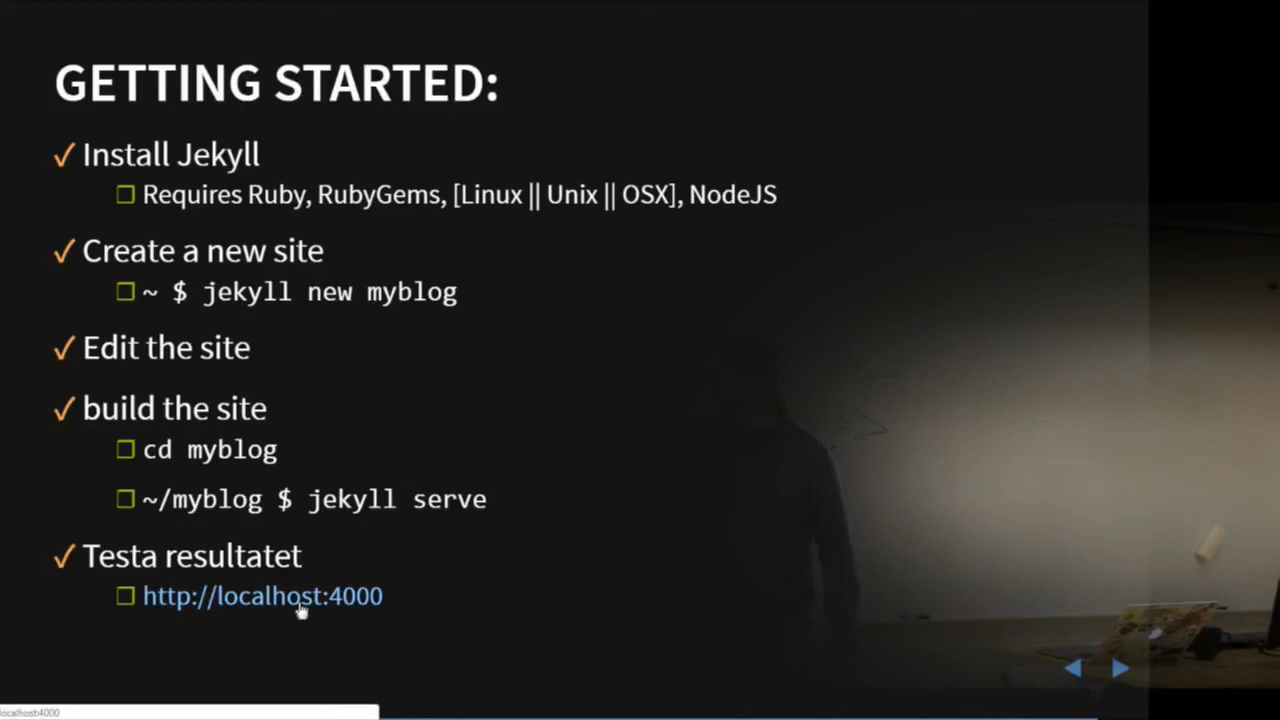 GETTING STARTED:
✓ Install Jekyll
❐ Requires Ruby, RubyGems, [Linux || Unix || OSX], NodeJS
✓ Create a new site
❐ ~ $ jekyll new myblog
✓ Edit the site
✓ build the site
❐ cd myblog
❐ ~/myblog $ jekyll serve
✓ Testa resultatet
❐ http://localhost:4000
localhost:4000